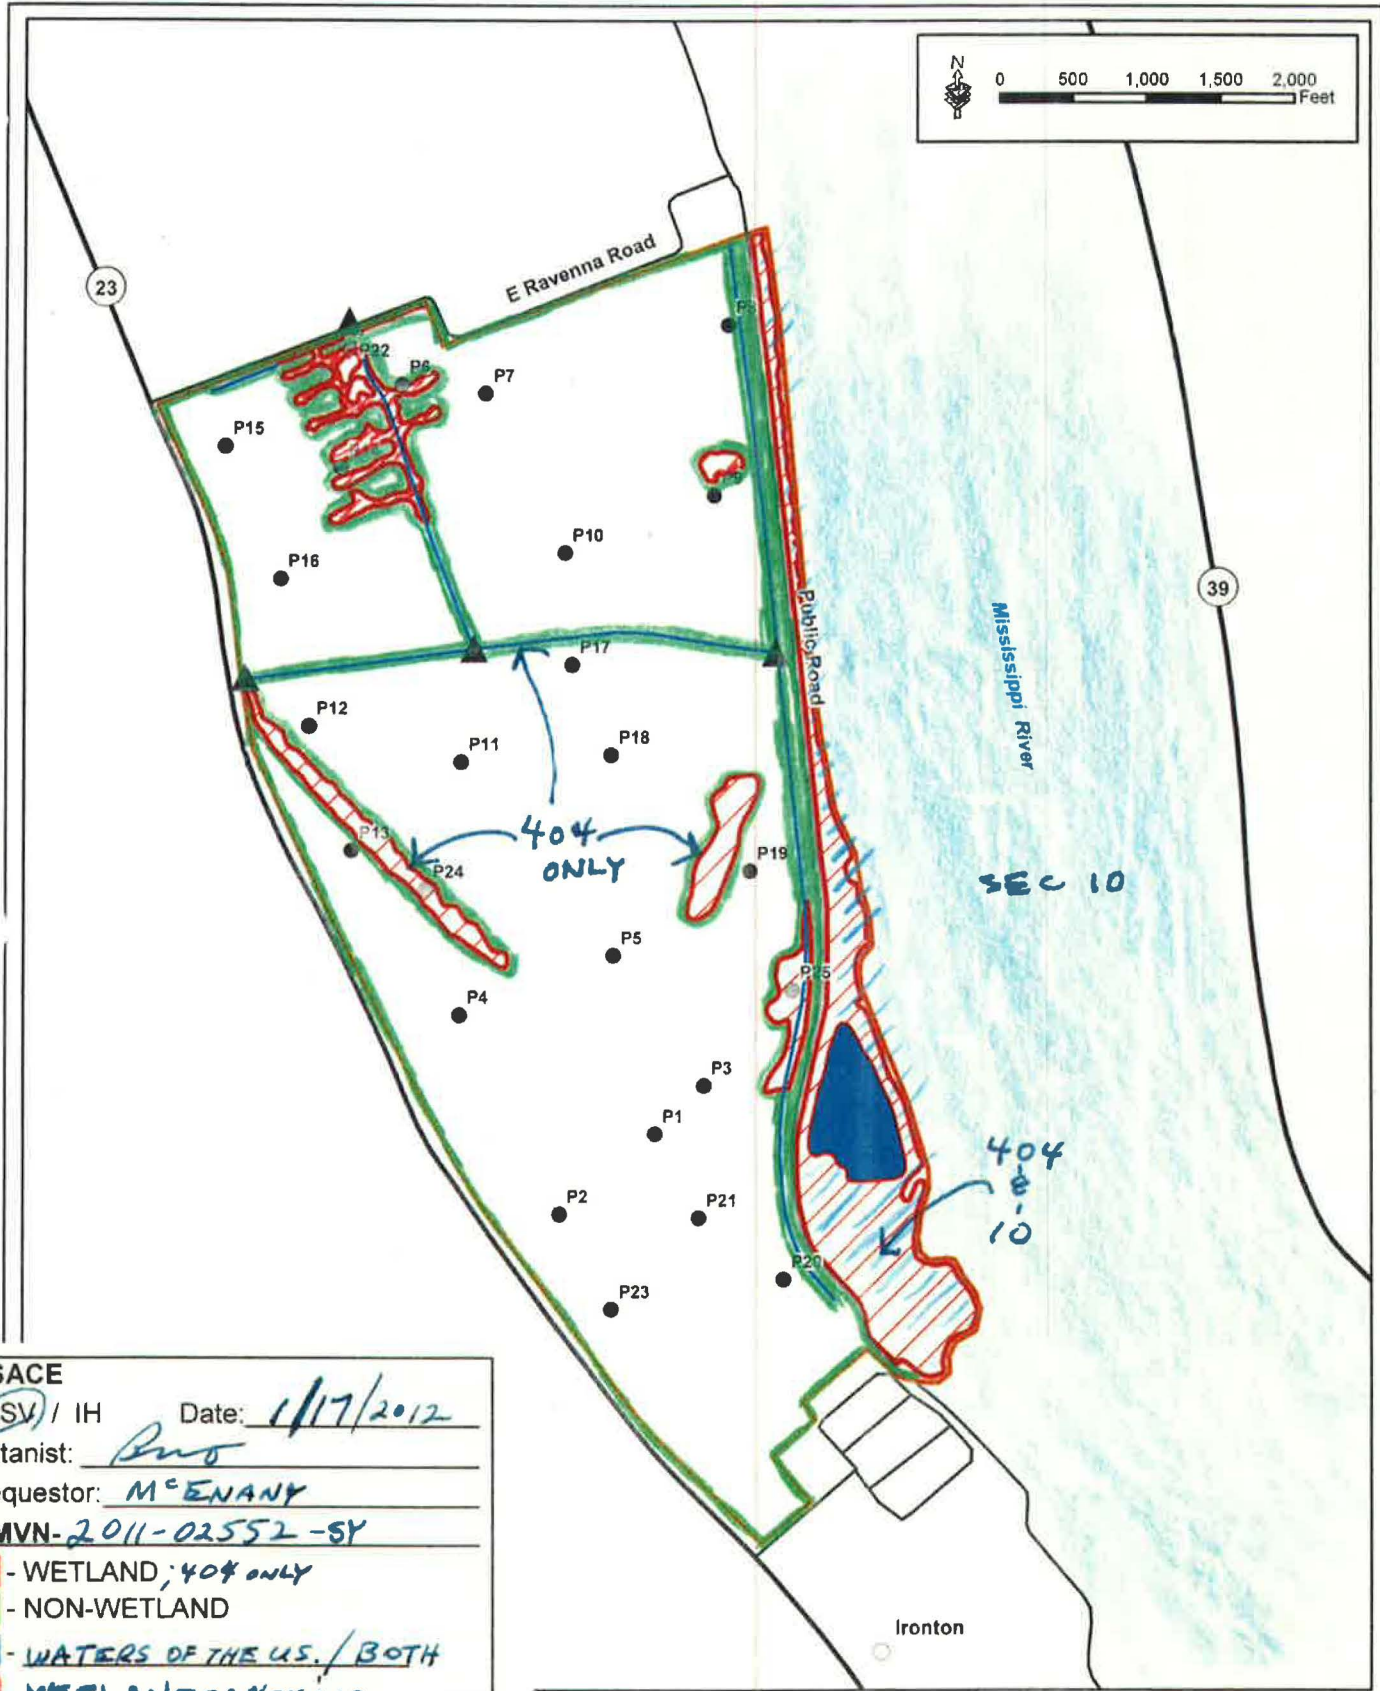 N
0 500 1,000 1,500 2,000
Feet
23
E Ravenna Road
P22
P6
P7
P15
P10
P16
Public Road
39
Mississippi River
P17
P12
P11
P18
404
ONLY
P13
P24
P19
SEC 10
P5
P25
P4
P3
P1
404
&
10
P2
P21
P20
P23
SACE
SV / IH Date: 1/17/2012
tanist:
equestor: McENANY
MVN-2011-02552-SY
- WETLAND; 404 ONLY
- NON-WETLAND
- WATERS OF THE U.S. / BOTH
Ironton